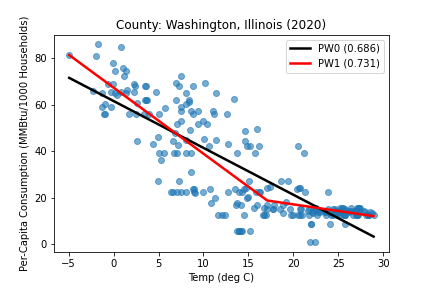 County: Washington, Illinois (2020)
Per-Capita Consumption (MMBtu/1000 Households)
80
60
40
20
0
PW0 (0.686)
PW1 (0.731)
−5 0 5 10 15 20 25 30
Temp (deg C)